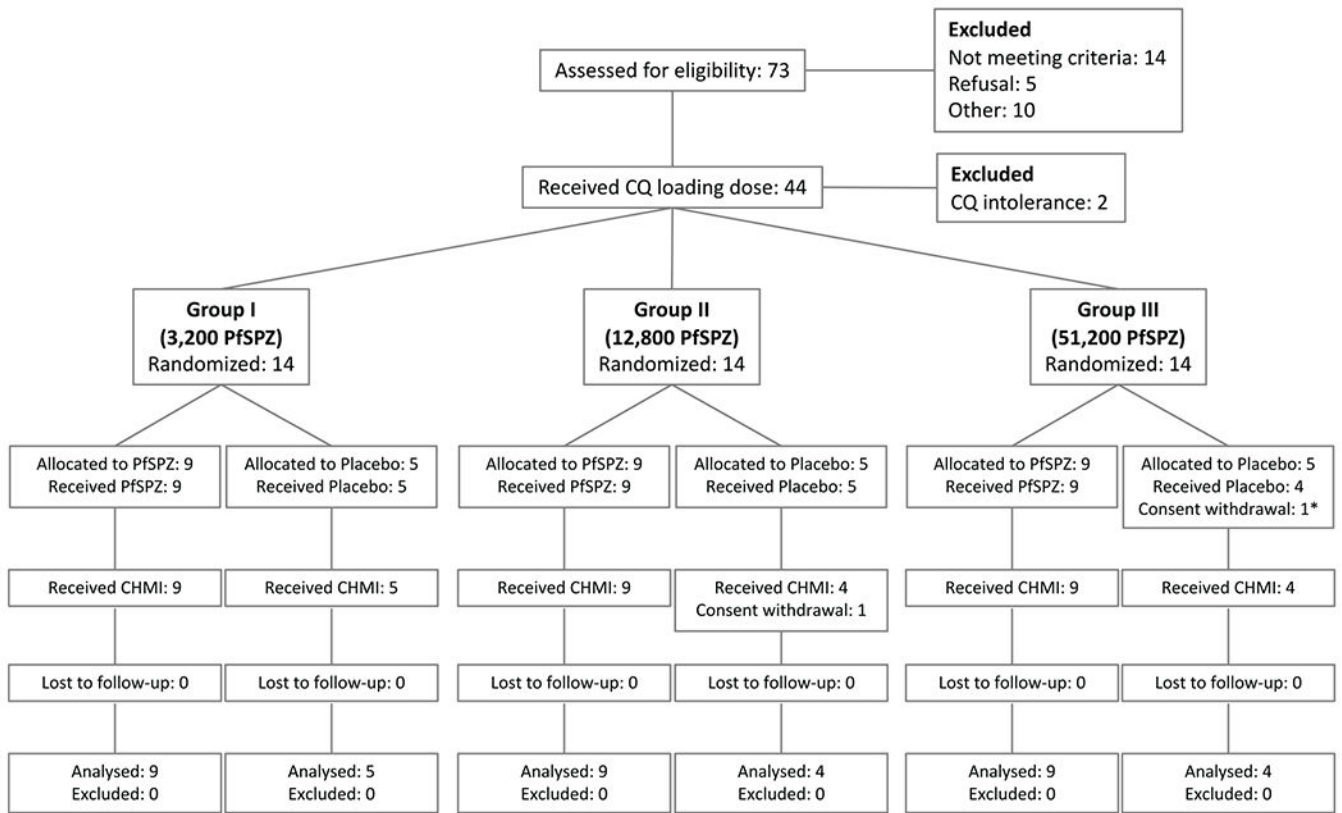 Assessed for eligibility: 73
Excluded
Not meeting criteria: 14
Refusal: 5
Other: 10
Received CQ loading dose: 44
Excluded
CQ intolerance: 2
Group I
(3,200 PfSPZ)
Randomized: 14
Group II
(12,800 PfSPZ)
Randomized: 14
Group III
(51,200 PfSPZ)
Randomized: 14
Allocated to PfSPZ: 9
Received PfSPZ: 9
Allocated to Placebo: 5
Received Placebo: 5
Allocated to PfSPZ: 9
Received PfSPZ: 9
Allocated to Placebo: 5
Received Placebo: 5
Allocated to PfSPZ: 9
Received PfSPZ: 9
Allocated to Placebo: 5
Received Placebo: 4
Consent withdrawal: 1*
Received CHMI: 9
Received CHMI: 5
Received CHMI: 9
Received CHMI: 4
Consent withdrawal: 1
Received CHMI: 9
Received CHMI: 4
Lost to follow-up: 0
Lost to follow-up: 0
Lost to follow-up: 0
Lost to follow-up: 0
Lost to follow-up: 0
Lost to follow-up: 0
Analysed: 9
Excluded: 0
Analysed: 5
Excluded: 0
Analysed: 9
Excluded: 0
Analysed: 4
Excluded: 0
Analysed: 9
Excluded: 0
Analysed: 4
Excluded: 0